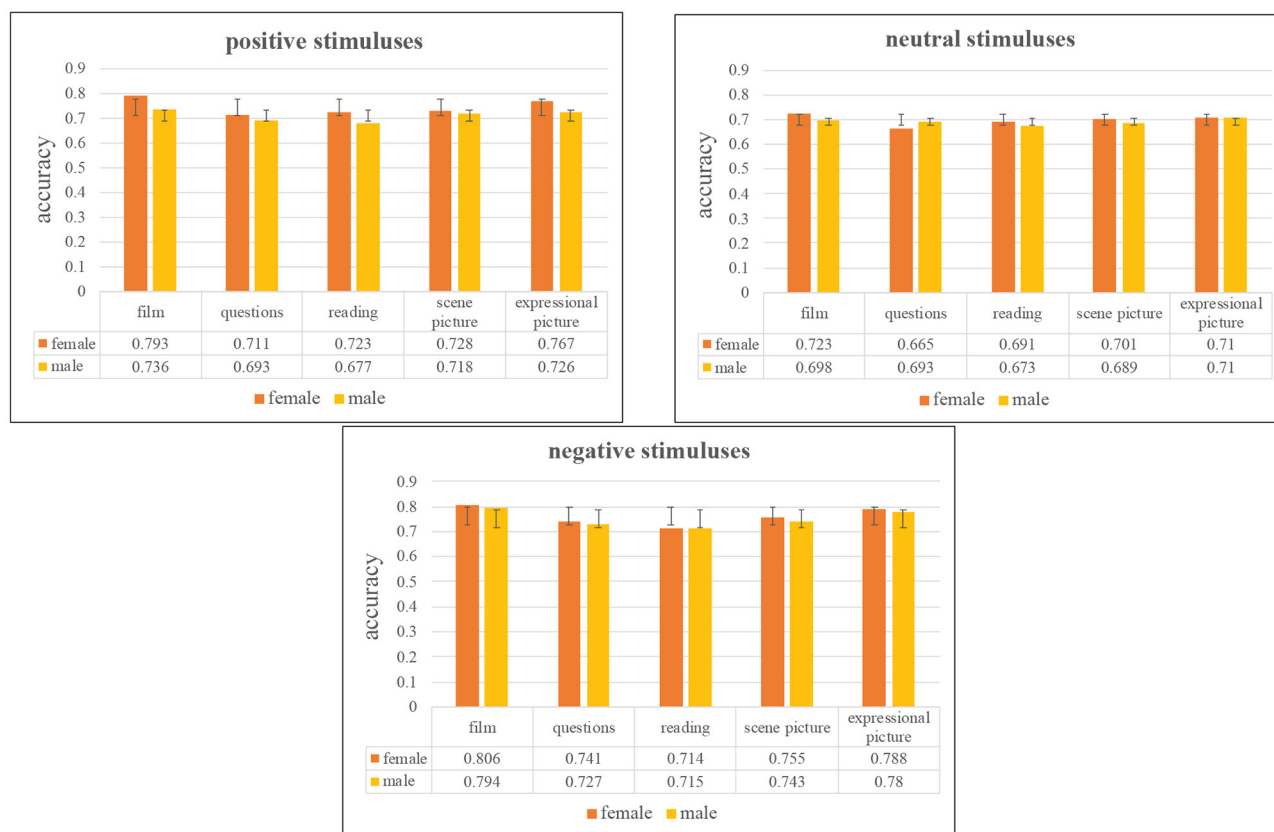 positive stimuluses
accuracy
0.9
0.8
0.7
0.6
0.5
0.4
0.3
0.2
0.1
0
film questions reading scene picture expressional picture
female 0.793 0.711 0.723 0.728 0.767
male 0.736 0.693 0.677 0.718 0.726
female male
neutral stimuluses
accuracy
0.9
0.8
0.7
0.6
0.5
0.4
0.3
0.2
0.1
0
film questions reading scene picture expressional picture
female 0.723 0.665 0.691 0.701 0.71
male 0.698 0.693 0.673 0.689 0.71
female male
negative stimuluses
accuracy
0.9
0.8
0.7
0.6
0.5
0.4
0.3
0.2
0.1
0
film questions reading scene picture expressional picture
female 0.806 0.741 0.714 0.755 0.788
male 0.794 0.727 0.715 0.743 0.78
female male